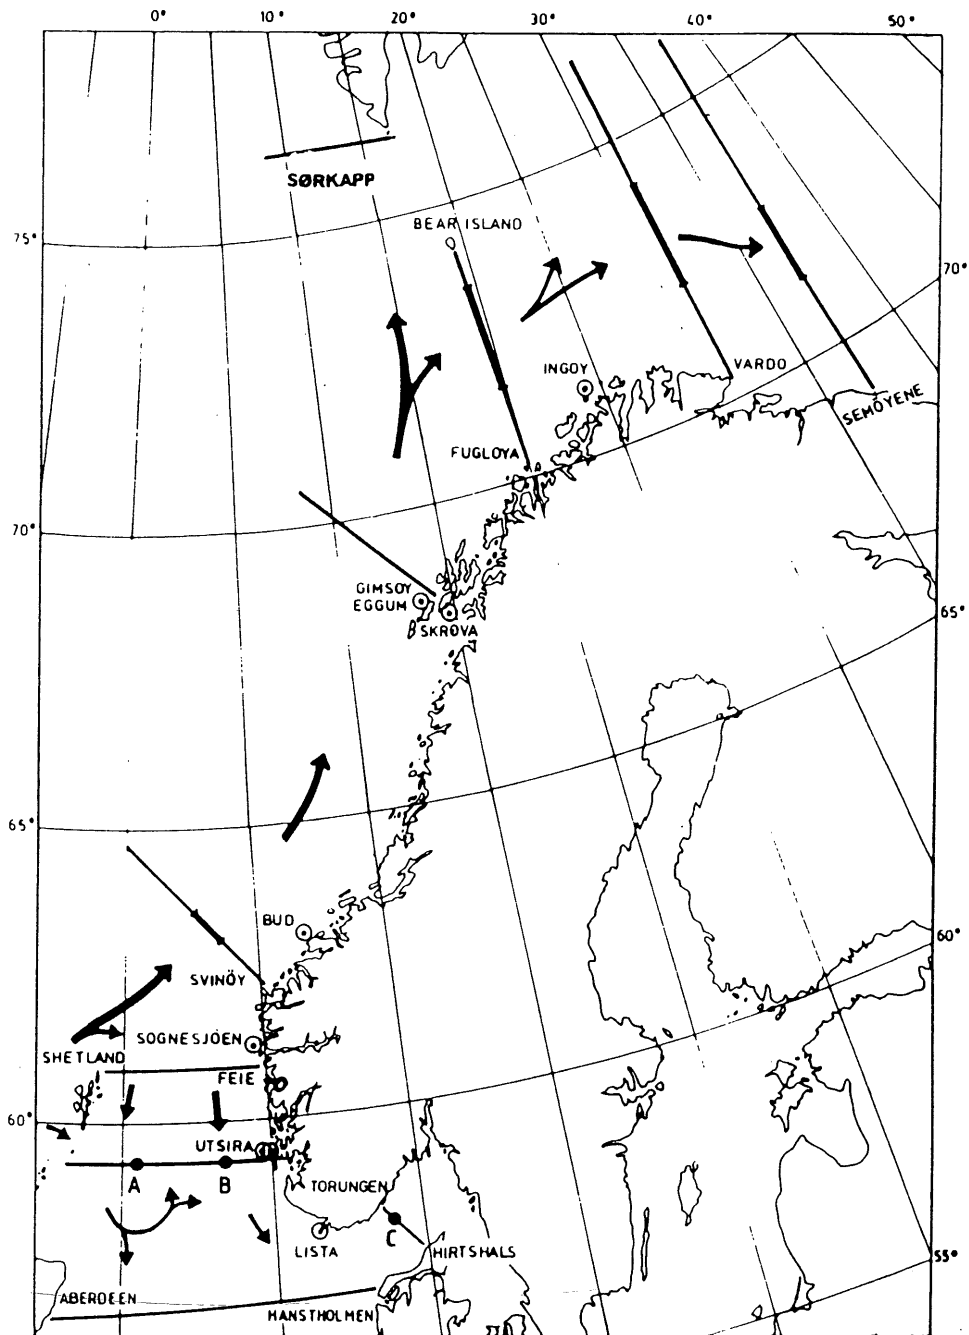 0° 10° 20° 30° 40° 50°
SØRKAPP
BEAR ISLAND
75°
70°
INGOY
VARDO
SEMÖYENE
FUGLOYA
70°
GIMSOY
EGGUM
SKROVA
65°
65°
BUD
60°
SVINÖY
SOGNESJÖEN
SHETLAND
FEIE
60°
UTSIRA
A B
TORUNGEN
C
LISTA
HIRTSHALS
55°
ABERDEEN
HANSTHOLMEN